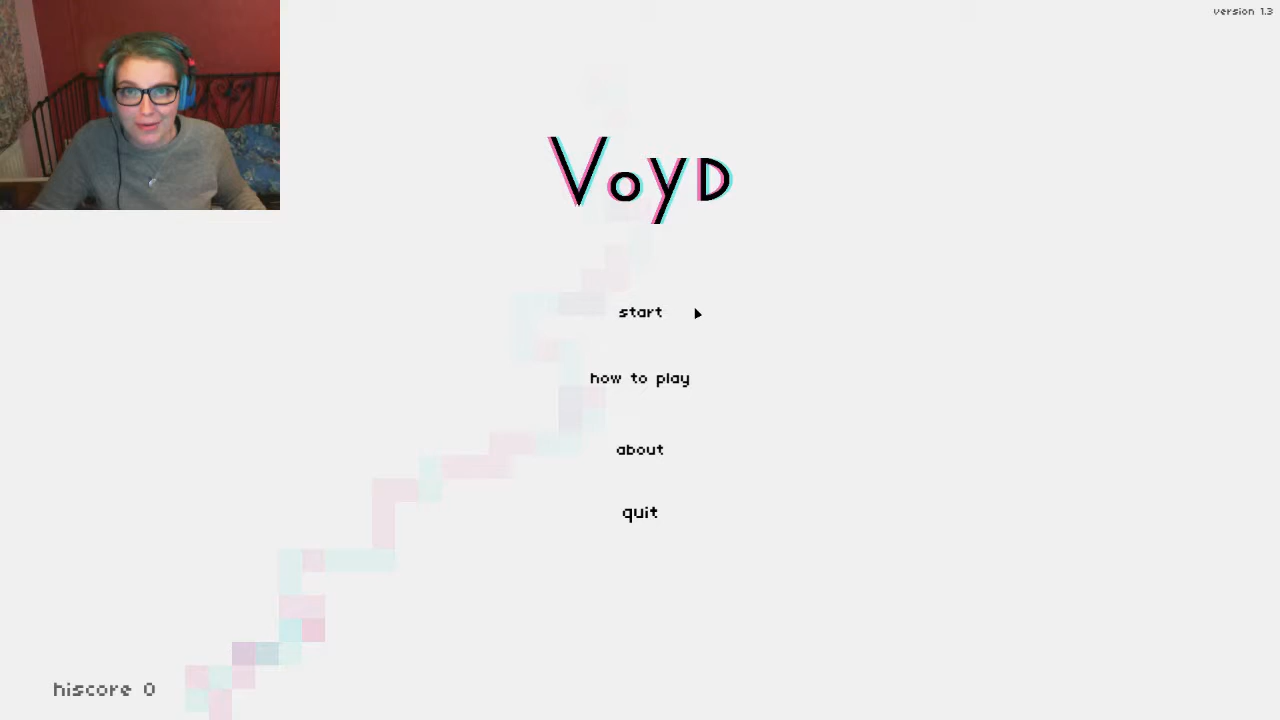 version 1.3
Voyd
start
how to play
about
quit
hiscore 0